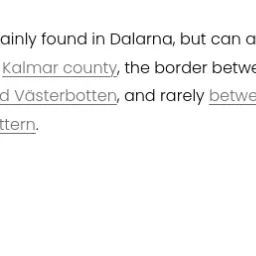 ainly found in Dalarna, but can a
Kalmar county, the border betwe
d Västerbotten, and rarely betwe
ttern.